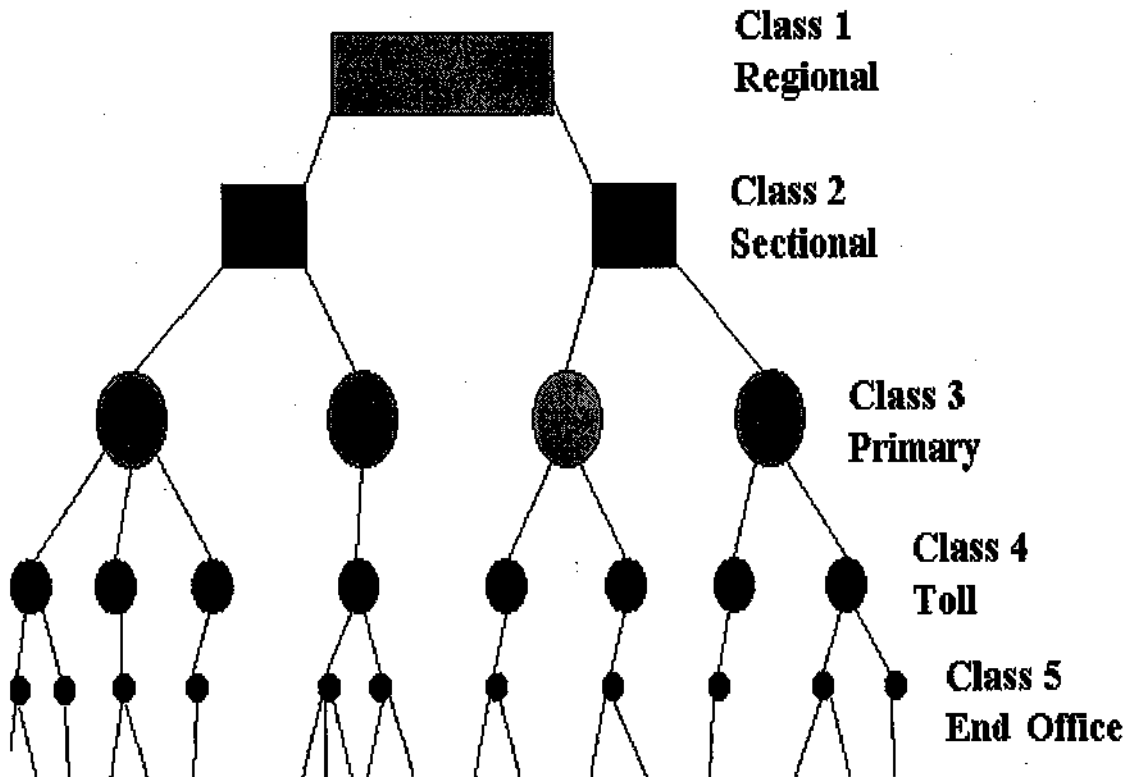 Class 1
Regional
Class 2
Sectional
Class 3
Primary
Class 4
Toll
Class 5
End Office